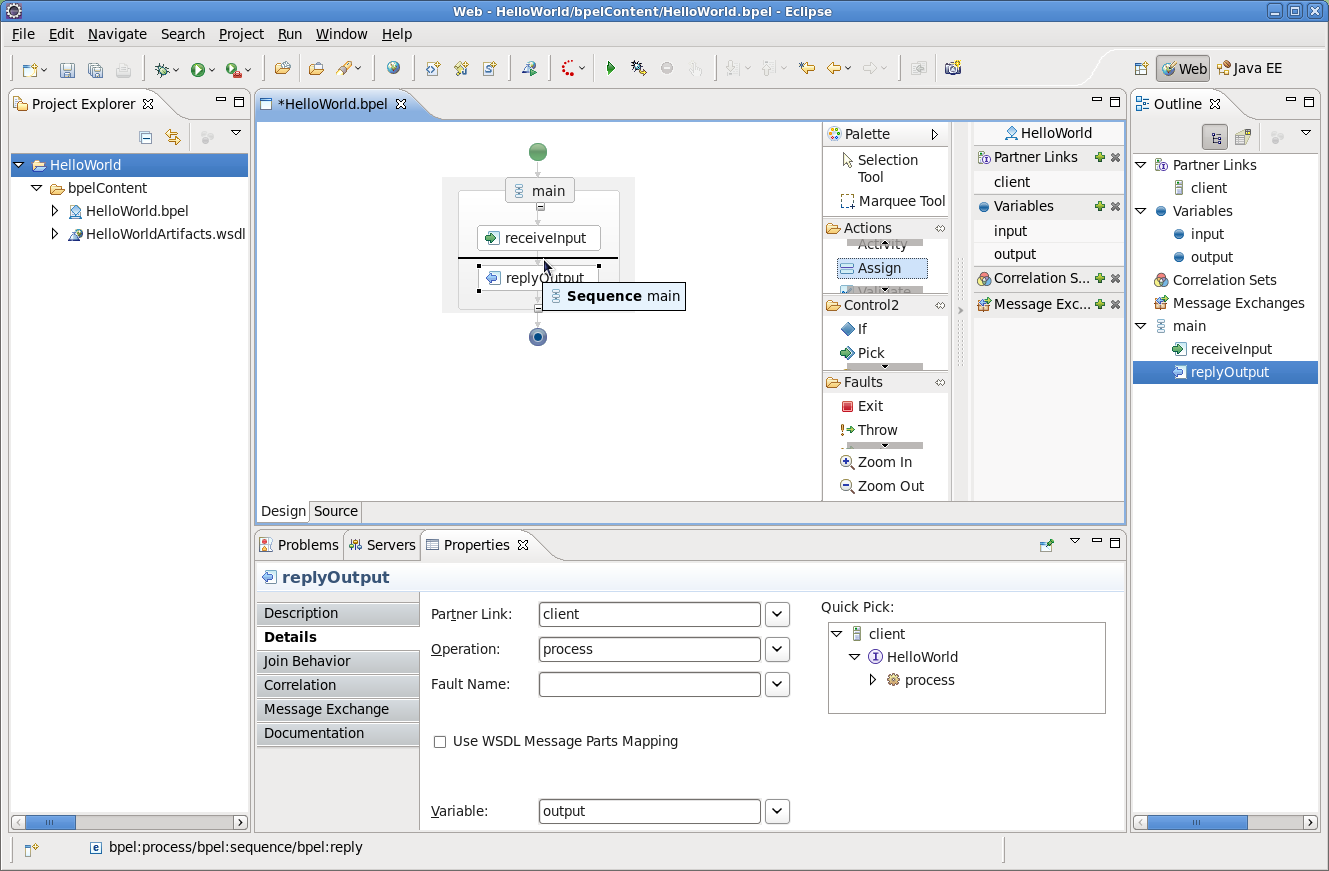 Web - HelloWorld/bpelContent/HelloWorld.bpel - Eclipse
File Edit Navigate Search Project Run Window Help
Web Java EE
Project Explorer
HelloWorld
bpelContent
HelloWorld.bpel
HelloWorldArtifacts.wsdl
*HelloWorld.bpel
main
receiveInput
replyOutput
Sequence main
Palette
Selection
Tool
Marquee Tool
Actions
Activity
Assign
Validate
Control2
If
Pick
Faults
Exit
Throw
Zoom In
Zoom Out
HelloWorld
Partner Links
client
Variables
input
output
Correlation S...
Message Exc...
Design Source
Outline
Partner Links
client
Variables
input
output
Correlation Sets
Message Exchanges
main
receiveInput
replyOutput
Problems Servers Properties
replyOutput
Description
Details
Join Behavior
Correlation
Message Exchange
Documentation
Partner Link: client
Operation: process
Fault Name:
Use WSDL Message Parts Mapping
Variable: output
Quick Pick:
client
HelloWorld
process
bpel:process/bpel:sequence/bpel:reply